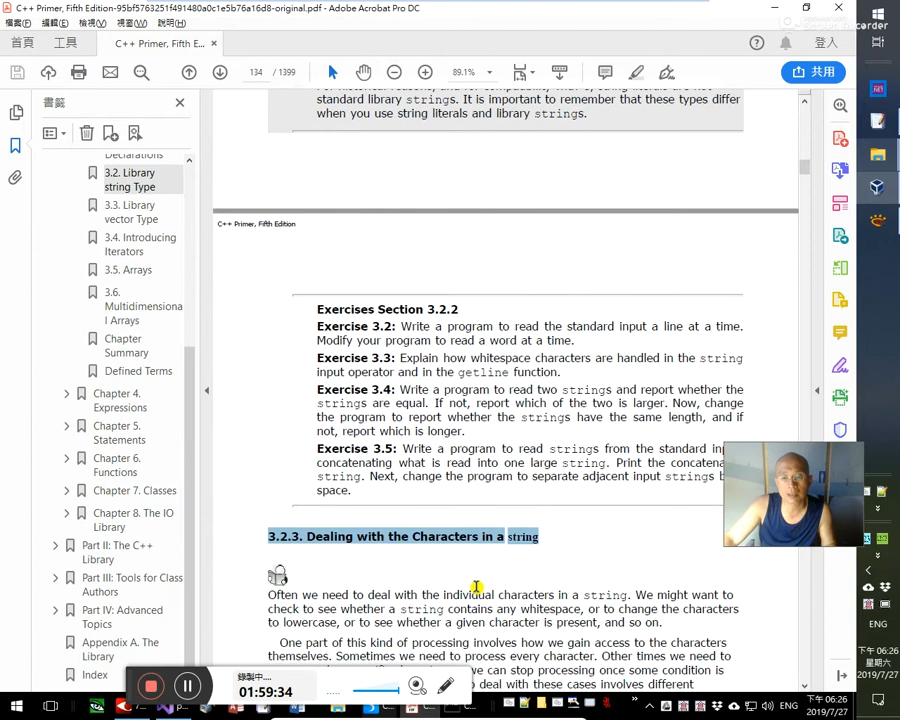 C++ Primer, Fifth Edition-95bf5763251f491480a0c1e5b76a16d8-original.pdf - Adobe Acrobat Pro DC
檔案(F) 編輯(E) 檢視(V) 視窗(W) 說明(H)
首頁 工具 C++ Primer, Fifth E... × 登入
134 / 1399 89.1% 共用
書籤
Declarations
3.2. Library
string Type
3.3. Library
vector Type
3.4. Introducing
Iterators
3.5. Arrays
3.6.
Multidimensiona
l Arrays
Chapter
Summary
Defined Terms
Chapter 4.
Expressions
Chapter 5.
Statements
Chapter 6.
Functions
Chapter 7. Classes
Chapter 8. The IO
Library
Part II: The C++
Library
Part III: Tools for Class
Authors
Part IV: Advanced
Topics
Appendix A. The
Library
Index
standard library strings. It is important to remember that these types differ
when you use string literals and library strings.
C++ Primer, Fifth Edition
Exercises Section 3.2.2
Exercise 3.2: Write a program to read the standard input a line at a time.
Modify your program to read a word at a time.
Exercise 3.3: Explain how whitespace characters are handled in the string
input operator and in the getline function.
Exercise 3.4: Write a program to read two strings and report whether the
strings are equal. If not, report which of the two is larger. Now, change
the program to report whether the strings have the same length, and if
not, report which is longer.
Exercise 3.5: Write a program to read strings from the standard
concatenating what is read into one large string. Print the
string. Next, change the program to separate adjacent input strings
space.
3.2.3. Dealing with the Characters in a string
Often we need to deal with the individual characters in a string. We might want to
check to see whether a string contains any whitespace, or to change the characters
to lowercase, or to see whether a given character is present, and so on.
One part of this kind of processing involves how we gain access to the characters
themselves. Sometimes we need to process every character. Other times we need to
we can stop processing once some condition is
to deal with these cases involves different
錄製中...
01:59:34
ENG
下午 06:26
星期六
2019/7/27
ENG
下午 06:26
2019/7/27